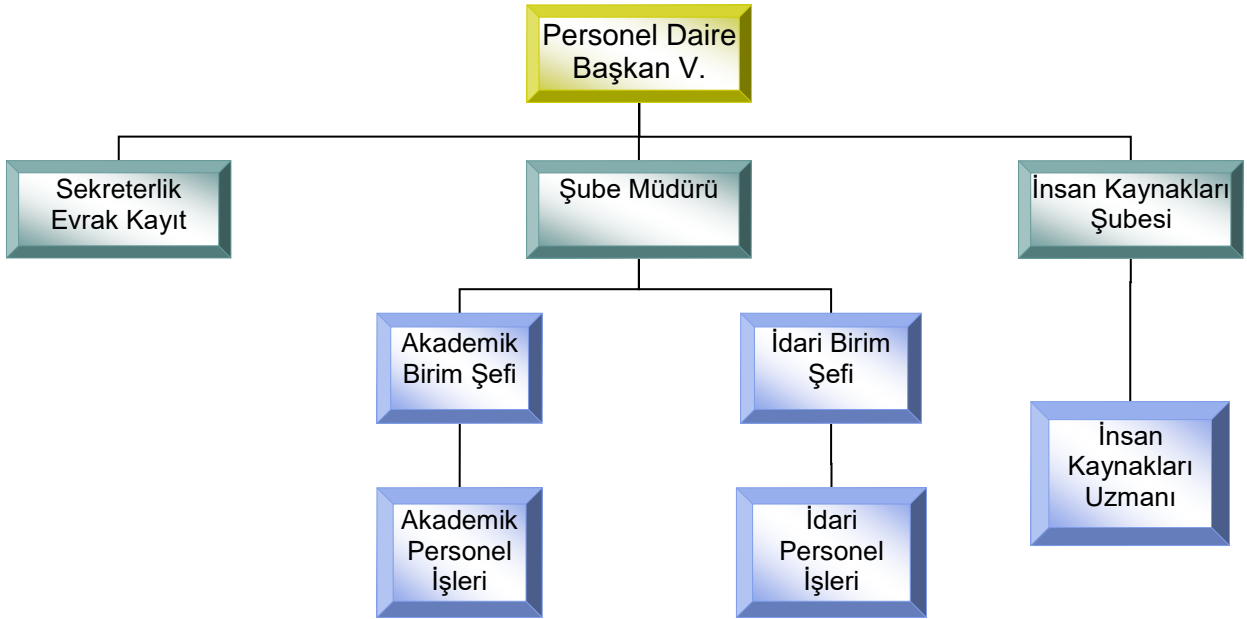 Personel Daire
Başkan V.
Sekreterlik
Evrak Kayıt
Şube Müdürü
İnsan Kaynakları
Şubesi
Akademik
Birim Şefi
İdari Birim
Şefi
İnsan
Kaynakları
Uzmanı
Akademik
Personel
İşleri
İdari
Personel
İşleri